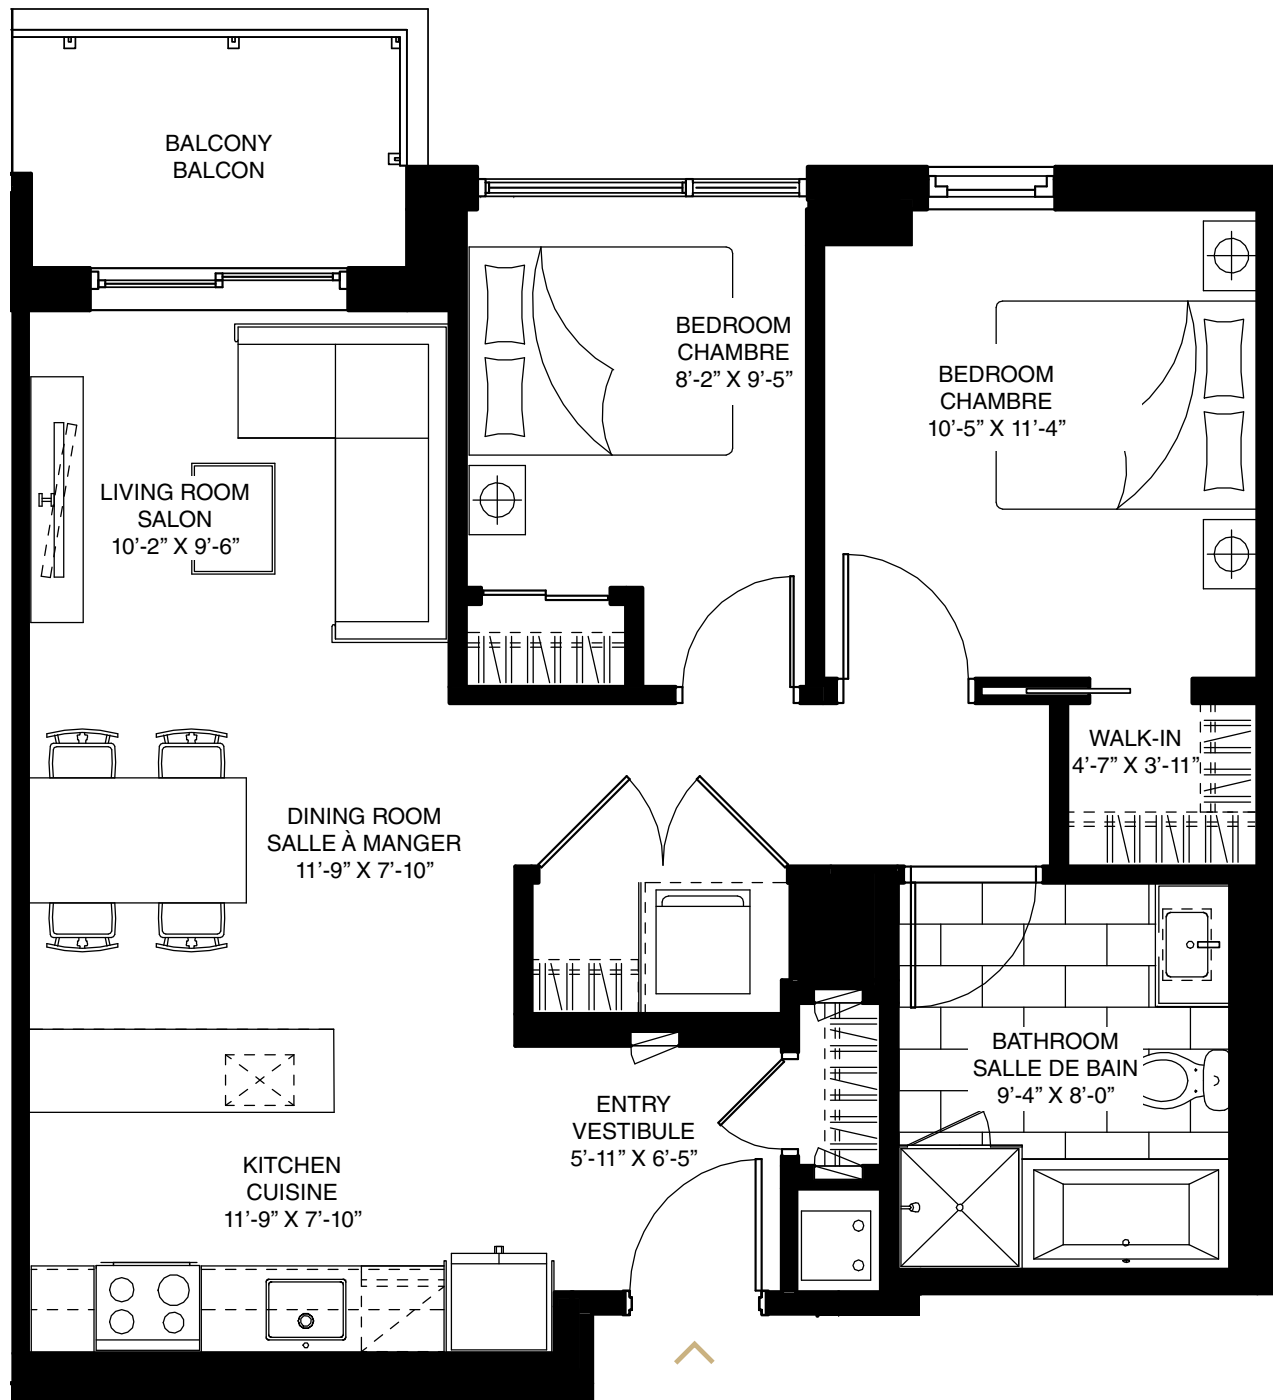 BALCONY
BALCON
BEDROOM
CHAMBRE
8’-2” X 9’-5”
BEDROOM
CHAMBRE
10’-5” X 11’-4”
LIVING ROOM
SALON
10’-2” X 9’-6”
WALK-IN
4’-7” X 3’-11”
DINING ROOM
SALLE À MANGER
11’-9” X 7’-10”
BATHROOM
SALLE DE BAIN
9’-4” X 8’-0”
ENTRY
VESTIBULE
5’-11” X 6’-5”
KITCHEN
CUISINE
11’-9” X 7’-10”